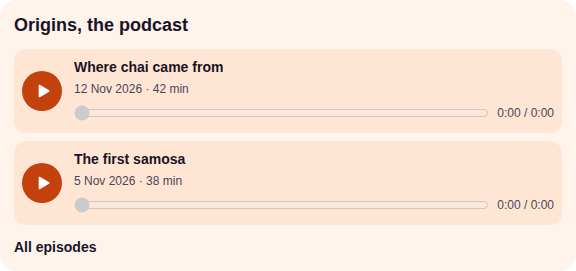 Origins, the podcast
Where chai came from
12 Nov 2026 · 42 min
0:00 / 0:00
The first samosa
5 Nov 2026 · 38 min
0:00 / 0:00
All episodes